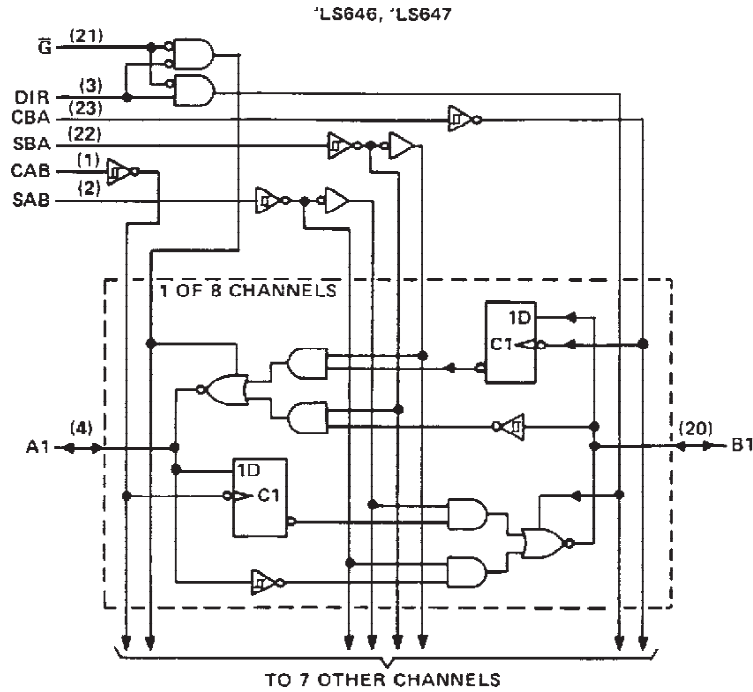 'LS646, 'LS647
G̅ (21)
DIR (3)
CBA (23)
SBA (22)
CAB (1)
SAB (2)
1 OF 8 CHANNELS
1D
C1
A1 (4)
(20) B1
1D
C1
TO 7 OTHER CHANNELS